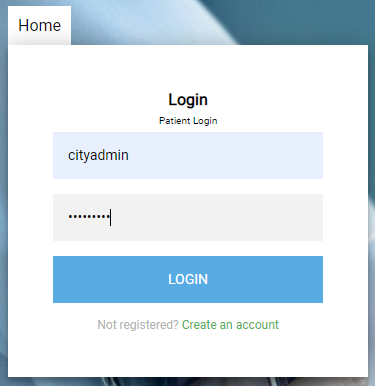 Home
Login
Patient Login
cityadmin
•••••••••
LOGIN
Not registered? Create an account